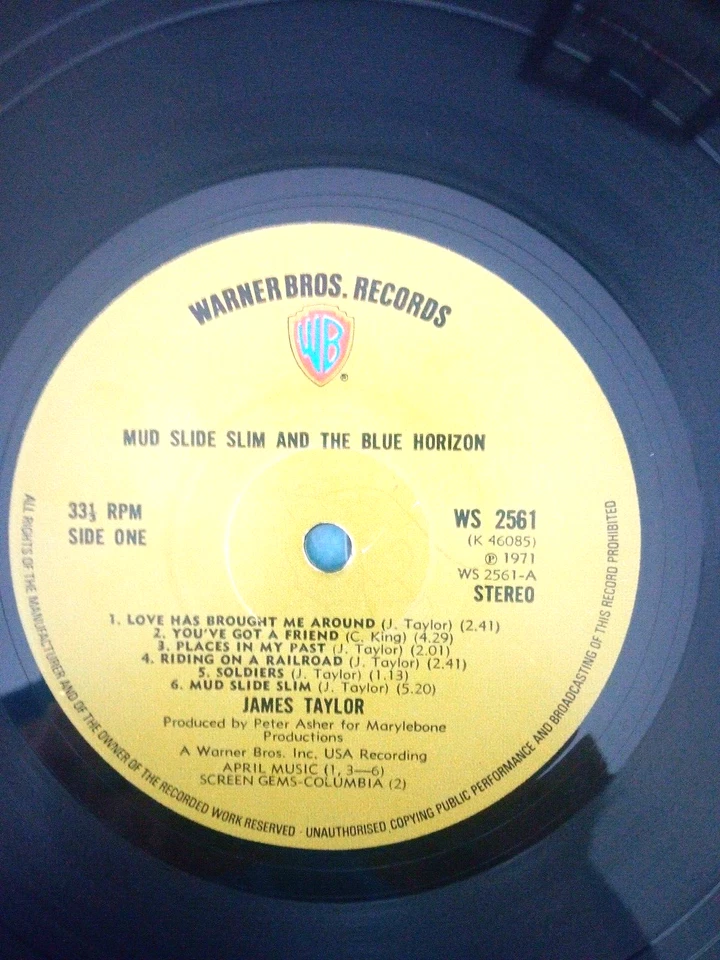 WARNER BROS. RECORDS
WB
®
MUD SLIDE SLIM AND THE BLUE HORIZON
33⅓ RPM
SIDE ONE
WS 2561
(K 46085)
℗ 1971
WS 2561-A
STEREO
1. LOVE HAS BROUGHT ME AROUND (J. Taylor) (2.41)
2. YOU'VE GOT A FRIEND (C. King) (4.29)
3. PLACES IN MY PAST (J. Taylor) (2.01)
4. RIDING ON A RAILROAD (J. Taylor) (2.41)
5. SOLDIERS (J. Taylor) (1.13)
6. MUD SLIDE SLIM (J. Taylor) (5.20)
JAMES TAYLOR
Produced by Peter Asher for Marylebone
Productions
A Warner Bros. Inc. USA Recording
APRIL MUSIC (1, 3—6)
SCREEN GEMS-COLUMBIA (2)
ALL RIGHTS OF THE MANUFACTURER AND OF THE OWNER OF THE RECORDED WORK RESERVED · UNAUTHORISED COPYING PUBLIC PERFORMANCE AND BROADCASTING OF THIS RECORD PROHIBITED